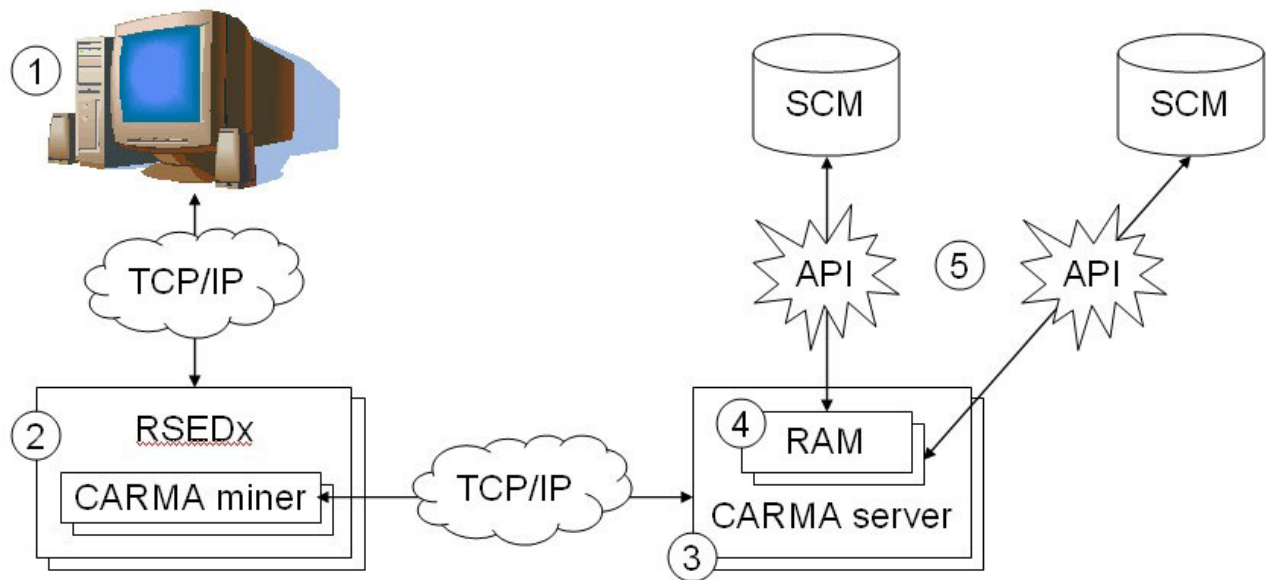 1
SCM
SCM
TCP/IP
API
5
API
2
RSEDx
CARMA miner
TCP/IP
4
RAM
CARMA server
3